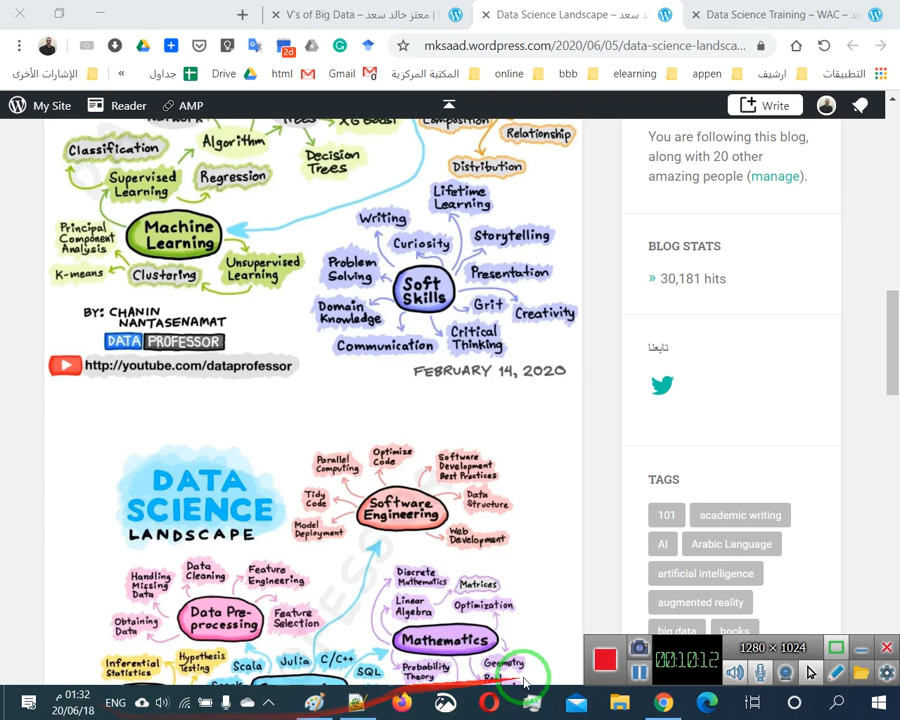 V's of Big Data – معتز خالد سعد |
Data Science Landscape – سعد
Data Science Training – WAC –
mksaad.wordpress.com/2020/06/05/data-science-landsca...
الإشارات الأخرى
«
جداول
Drive
html
Gmail
المكتبة المركزية
online
bbb
elearning
appen
ارشيف
التطبيقات
My Site
Reader
AMP
Write
XG Boost
Composition
Relationship
Distribution
Classification
Algorithm
Trees
Decision
Trees
Supervised
Learning
Regression
Machine
Learning
Principal
Component
Analysis
K-means
Clustering
Unsupervised
Learning
Lifetime
Learning
Writing
Curiosity
Storytelling
Problem
Solving
Soft
Skills
Presentation
Grit
Creativity
Domain
Knowledge
Critical
Thinking
Communication
BY: CHANIN
NANTASENAMAT
DATA PROFESSOR
http://youtube.com/dataprofessor
FEBRUARY 14, 2020
You are following this blog,
along with 20 other
amazing people (manage).
BLOG STATS
» 30,181 hits
تابعنا
TAGS
101
academic writing
AI
Arabic Language
artificial intelligence
augmented reality
big data
books
DATA
SCIENCE
LANDSCAPE
Parallel
Computing
Optimize
Code
Software
Development
Best Practices
Tidy
Code
Software
Engineering
Data
Structure
Model
Deployment
Web
Development
Handling
Missing
Data
Data
Cleaning
Feature
Engineering
Obtaining
Data
Data Pre-
processing
Feature
Selection
Discrete
Mathematics
Matrices
Linear
Algebra
Optimization
Mathematics
Probability
Theory
Geometry
Inferential
Statistics
Hypothesis
Testing
Scala
Julia
C/C++
SQL
1280 × 1024
00:10:12
01:32 م
20/06/18
ENG